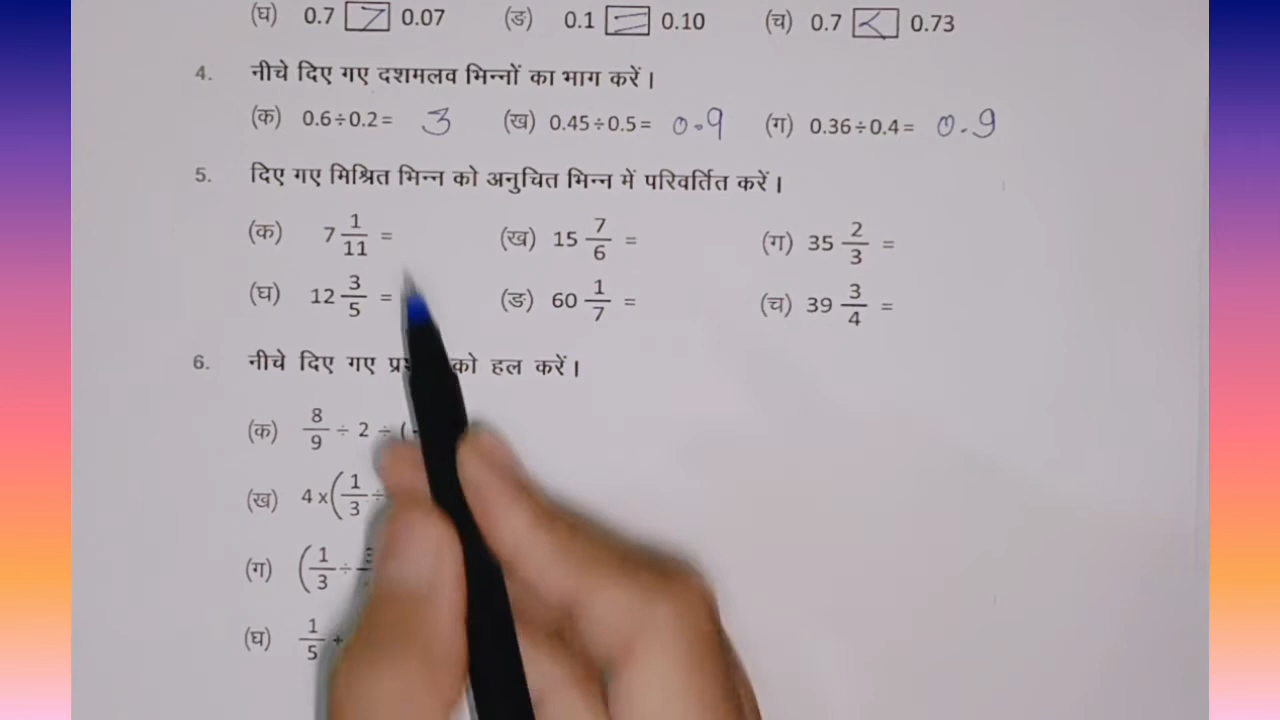 (घ) 0.7 > 0.07 (ङ) 0.1 = 0.10 (च) 0.7 < 0.73
4. नीचे दिए गए दशमलव भिन्नों का भाग करें।
(क) 0.6÷0.2= 3 (ख) 0.45÷0.5= 0.9 (ग) 0.36÷0.4= 0.9
5. दिए गए मिश्रित भिन्न को अनुचित भिन्न में परिवर्तित करें।
(क) 7 1/11 = (ख) 15 7/6 = (ग) 35 2/3 =
(घ) 12 3/5 = (ङ) 60 1/7 = (च) 39 3/4 =
6. नीचे दिए गए को हल करें।
(क) 8/9 ÷ 2 ÷ (
(ख) 4 x (1/3 ÷
(ग) (1/3 ÷
(घ) 1/5 +